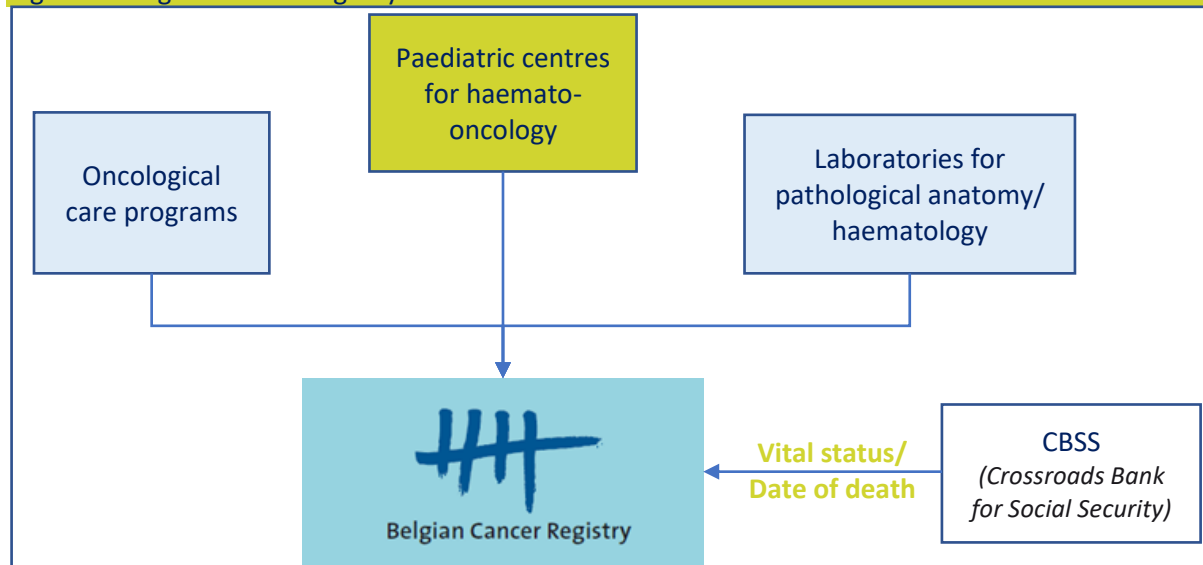 Paediatric centres
for haemato-
oncology
Oncological
care programs
Laboratories for
pathological anatomy/
haematology
Belgian Cancer Registry
Vital status/
Date of death
CBSS
(Crossroads Bank
for Social Security)